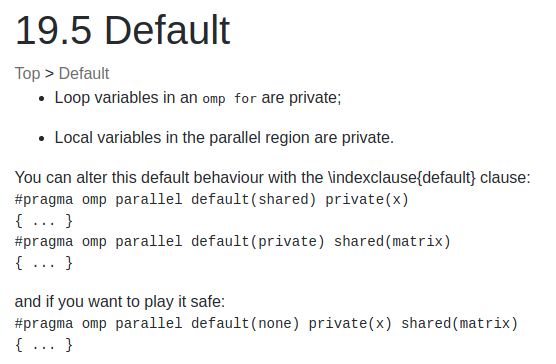 19.5 Default
Top > Default
• Loop variables in an omp for are private;
• Local variables in the parallel region are private.
You can alter this default behaviour with the \indexclause{default} clause:
#pragma omp parallel default(shared) private(x)
{ ... }
#pragma omp parallel default(private) shared(matrix)
{ ... }
and if you want to play it safe:
#pragma omp parallel default(none) private(x) shared(matrix)
{ ... }